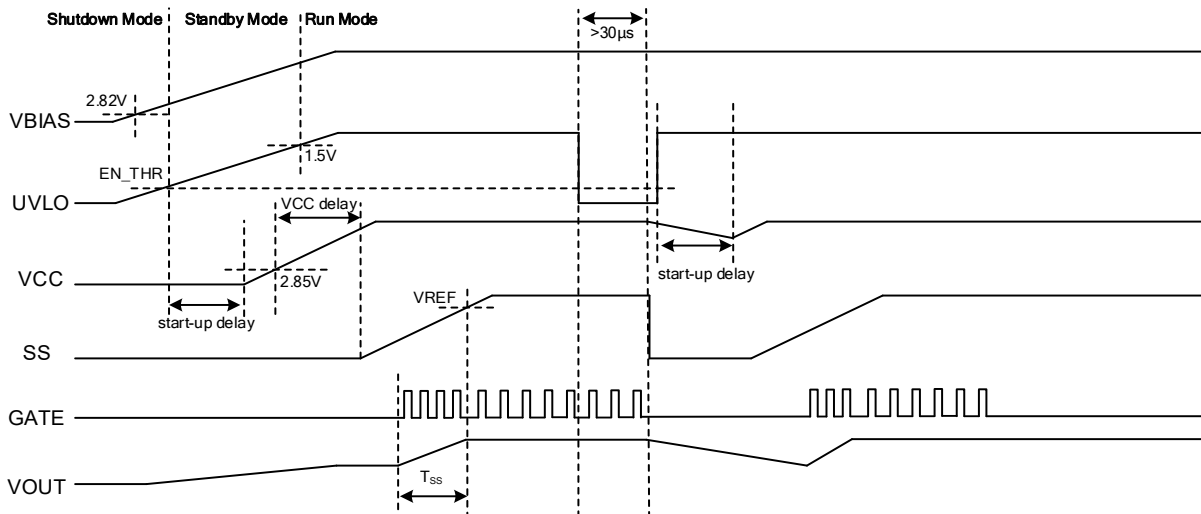 Shutdown Mode Standby Mode Run Mode
>30µs
2.82V
VBIAS
1.5V
EN_THR
UVLO
VCC delay
VCC
2.85V
start-up delay
start-up delay
VREF
SS
GATE
VOUT
TSS